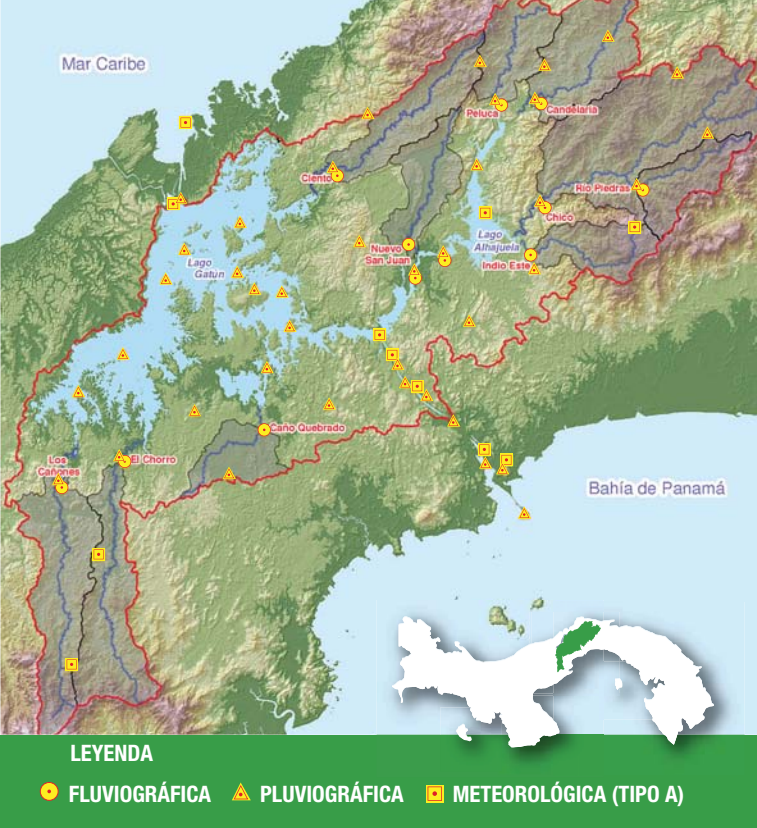 Mar Caribe
Peluca
Candelaria
Ciento
Río Piedras
Chico
Lago
Alhajuela
Nuevo
San Juan
Indio Este
Lago
Gatún
Caño Quebrado
Los
Cañones
El Chorro
Bahía de Panamá
LEYENDA
FLUVIOGRÁFICA
PLUVIOGRÁFICA
METEOROLÓGICA (TIPO A)